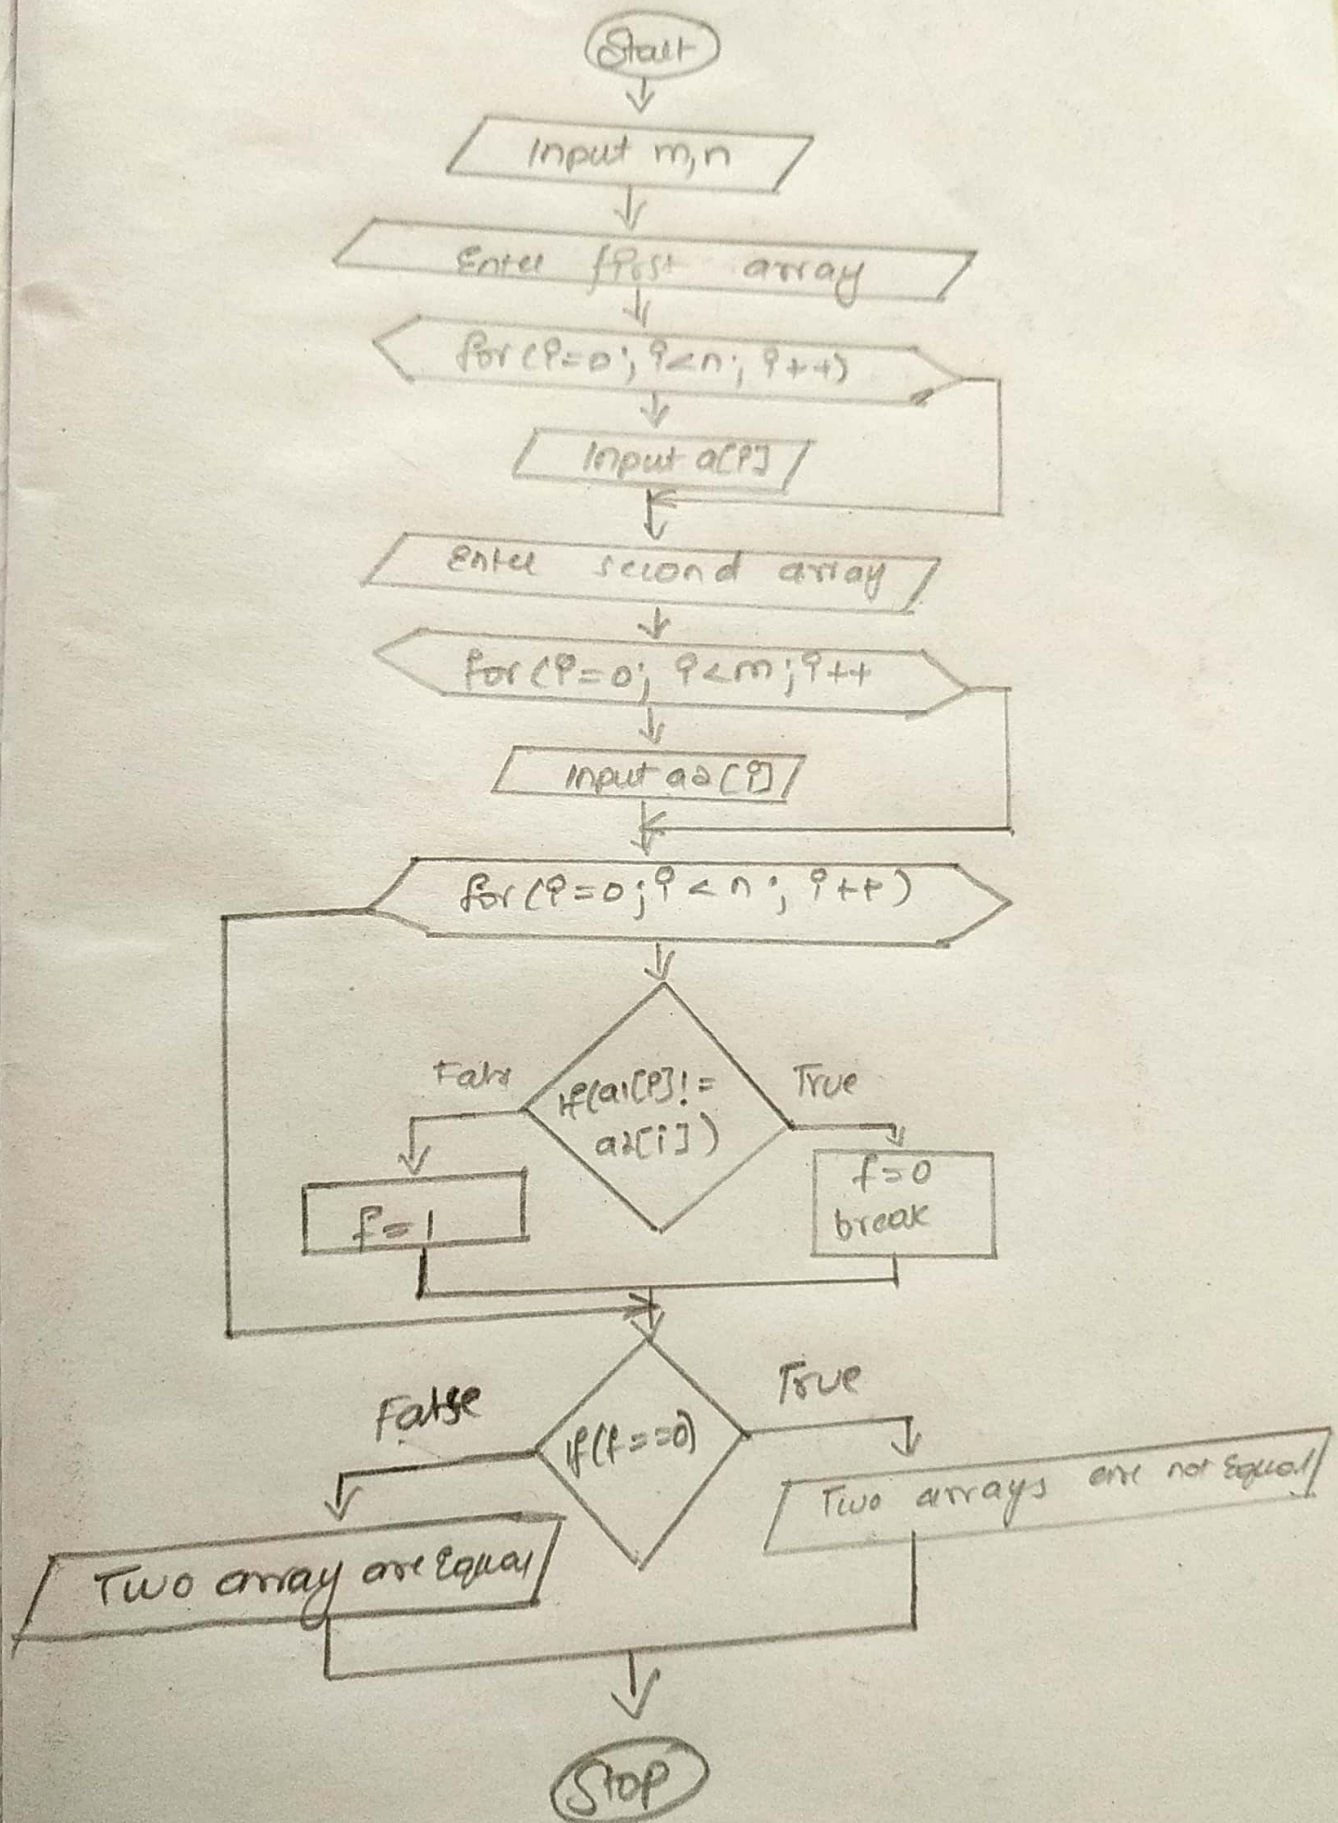 Start
Input m,n
Enter first array
for(i=0; i<n; i++)
Input a[i]
Enter second array
for(i=0; i<m; i++
Input a2[i]
for(i=0; i<n; i++)
False
if(a1[i]!=
a2[i])
True
f=1
f=0
break
False
if(f==0)
True
Two arrays are not Equal
Two array are Equal
Stop